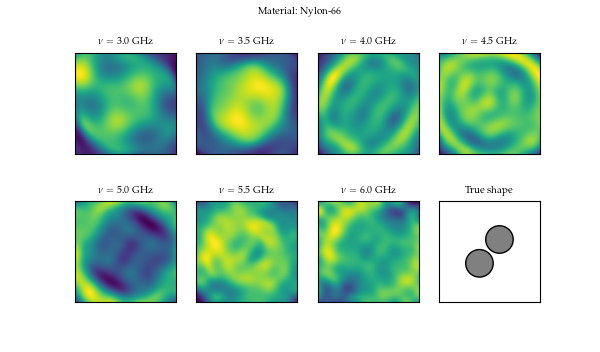 Material: Nylon-66
ν = 3.0 GHz
ν = 3.5 GHz
ν = 4.0 GHz
ν = 4.5 GHz
ν = 5.0 GHz
ν = 5.5 GHz
ν = 6.0 GHz
True shape